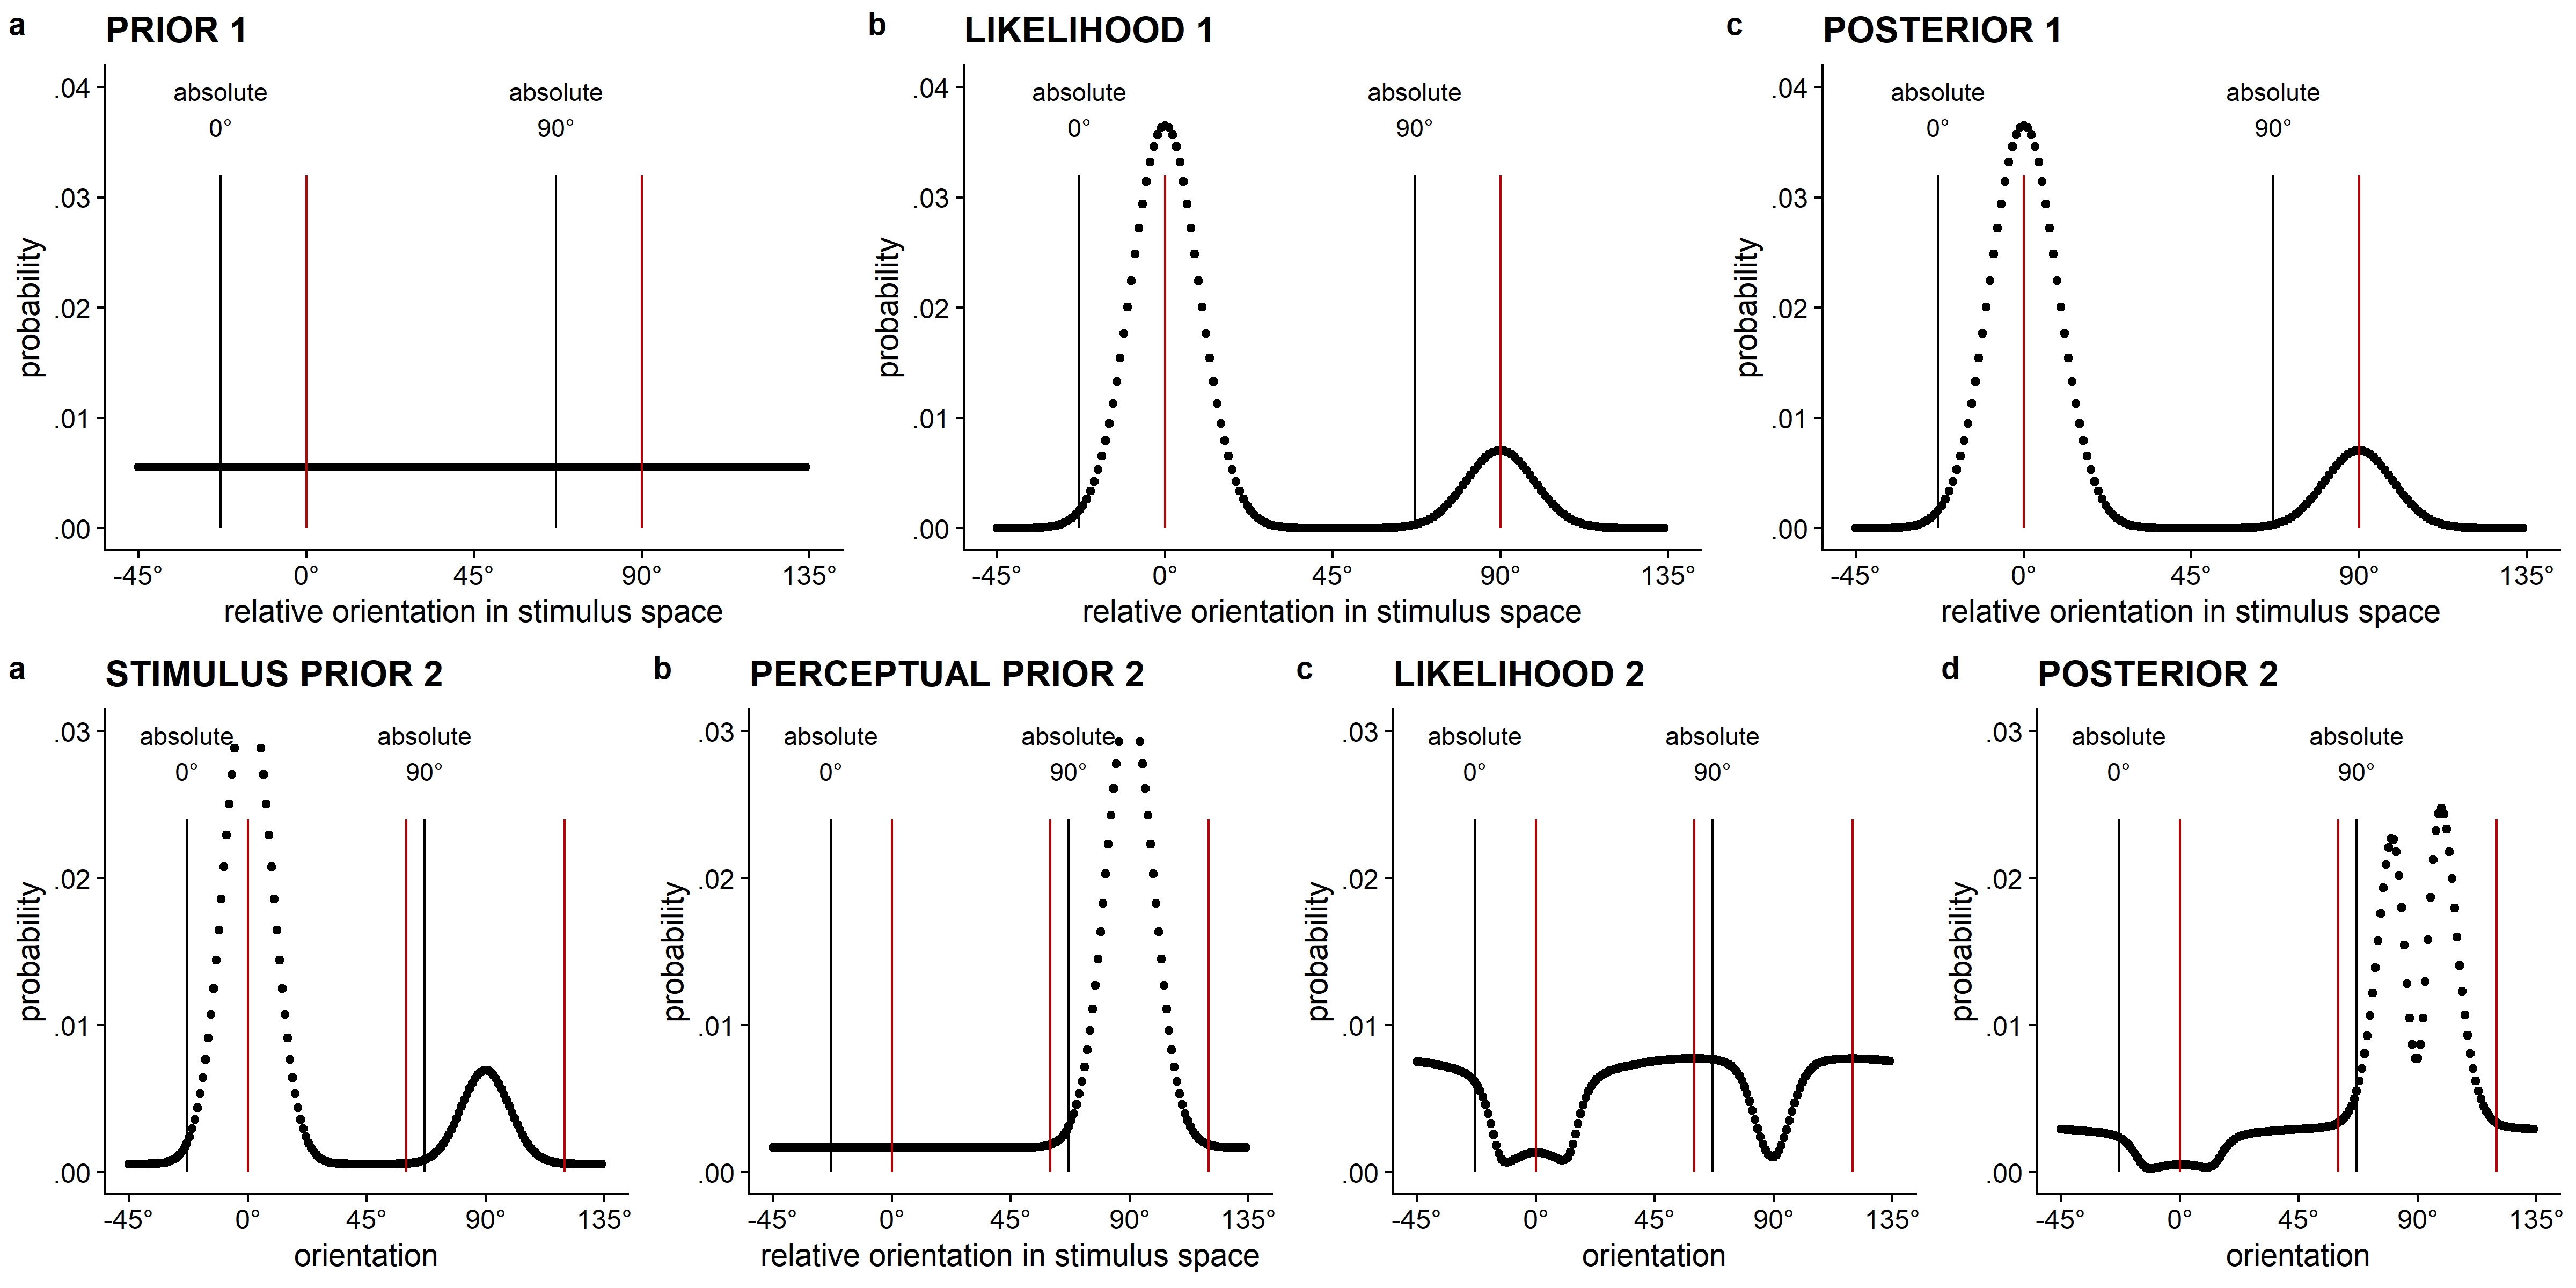 a PRIOR 1
absolute 0°
absolute 90°
.04
.03
.02
.01
.00
probability
-45° 0° 45° 90° 135°
relative orientation in stimulus space
b LIKELIHOOD 1
absolute 0°
absolute 90°
.04
.03
.02
.01
.00
probability
-45° 0° 45° 90° 135°
relative orientation in stimulus space
c POSTERIOR 1
absolute 0°
absolute 90°
.04
.03
.02
.01
.00
probability
-45° 0° 45° 90° 135°
relative orientation in stimulus space
a STIMULUS PRIOR 2
absolute 0°
absolute 90°
.03
.02
.01
.00
probability
-45° 0° 45° 90° 135°
orientation
b PERCEPTUAL PRIOR 2
absolute 0°
absolute 90°
.03
.02
.01
.00
probability
-45° 0° 45° 90° 135°
relative orientation in stimulus space
c LIKELIHOOD 2
absolute 0°
absolute 90°
.03
.02
.01
.00
probability
-45° 0° 45° 90° 135°
orientation
d POSTERIOR 2
absolute 0°
absolute 90°
.03
.02
.01
.00
probability
-45° 0° 45° 90° 135°
orientation